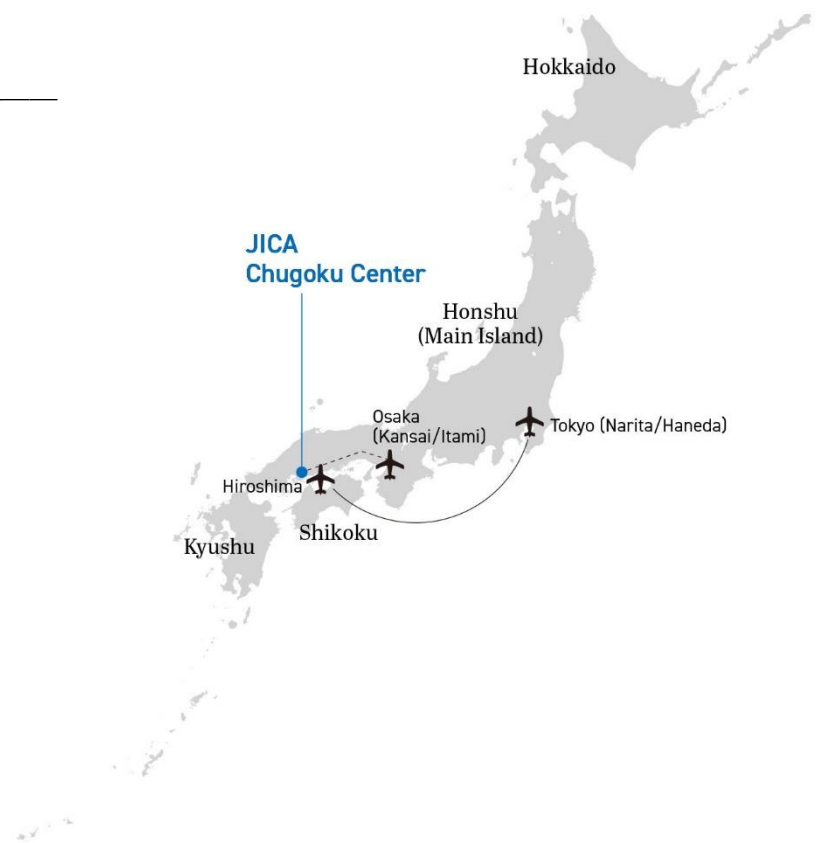 Hokkaido
JICA
Chugoku Center
Honshu
(Main Island)
Osaka
(Kansai/Itami)
Tokyo (Narita/Haneda)
Hiroshima
Shikoku
Kyushu